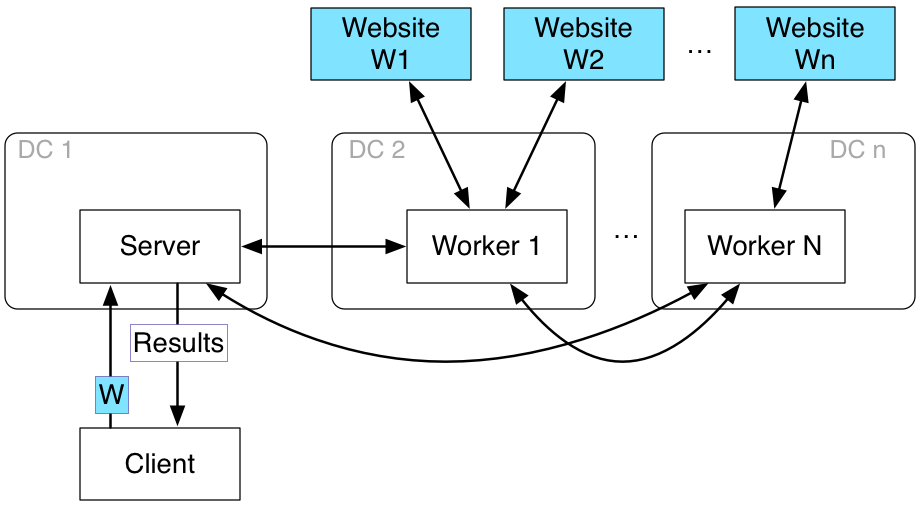 Website
W1
Website
W2
...
Website
Wn
DC 1
DC 2
DC n
Server
Worker 1
...
Worker N
Results
W
Client